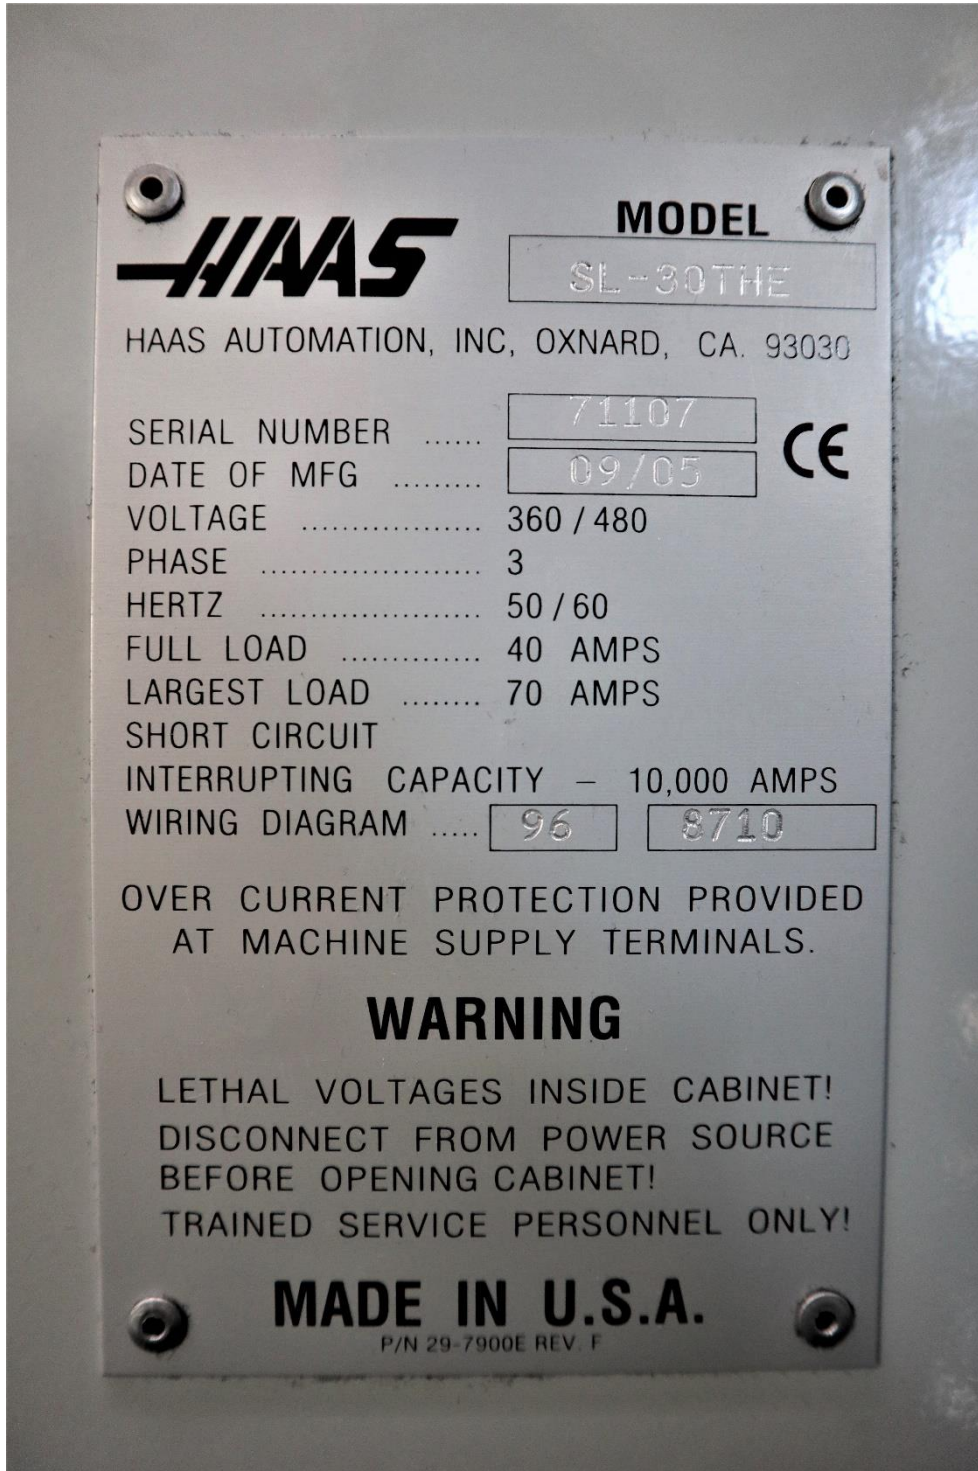 HAAS
MODEL
SL-30THE
HAAS AUTOMATION, INC, OXNARD, CA. 93030
SERIAL NUMBER ...... 71107
CE
DATE OF MFG ......... 09/05
VOLTAGE .................. 360 / 480
PHASE ...................... 3
HERTZ ...................... 50 / 60
FULL LOAD .............. 40 AMPS
LARGEST LOAD ........ 70 AMPS
SHORT CIRCUIT
INTERRUPTING CAPACITY – 10,000 AMPS
WIRING DIAGRAM ..... 96 8710
OVER CURRENT PROTECTION PROVIDED
AT MACHINE SUPPLY TERMINALS.
WARNING
LETHAL VOLTAGES INSIDE CABINET!
DISCONNECT FROM POWER SOURCE
BEFORE OPENING CABINET!
TRAINED SERVICE PERSONNEL ONLY!
MADE IN U.S.A.
P/N 29-7900E REV. F